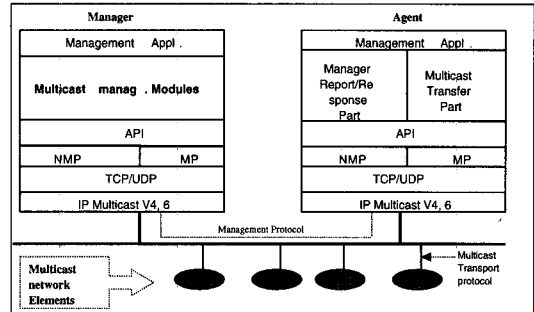 Manager
Agent
Management Appl .
Multicast manag . Modules
API
NMP
MP
TCP/UDP
IP Multicast V4, 6
Management Appl .
Manager
Report/Re
sponse
Part
Multicast
Transfer
Part
API
NMP
MP
TCP/UDP
IP Multicast V4, 6
Management Protocol
Multicast
network
Elements
Multicast
Transport
protocol